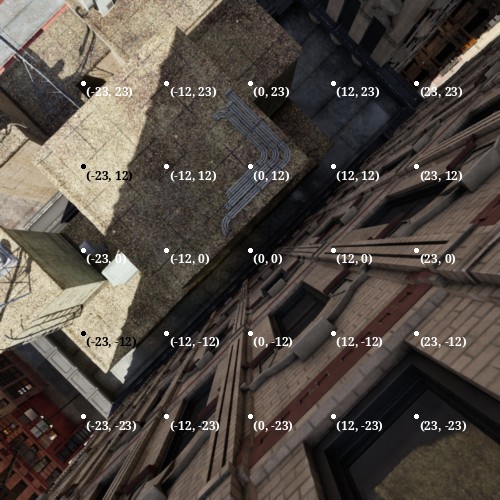 (-23, 23) (-12, 23) (0, 23) (12, 23) (23, 23)
(-23, 12) (-12, 12) (0, 12) (12, 12) (23, 12)
(-23, 0) (-12, 0) (0, 0) (12, 0) (23, 0)
(-23, -12) (-12, -12) (0, -12) (12, -12) (23, -12)
(-23, -23) (-12, -23) (0, -23) (12, -23) (23, -23)